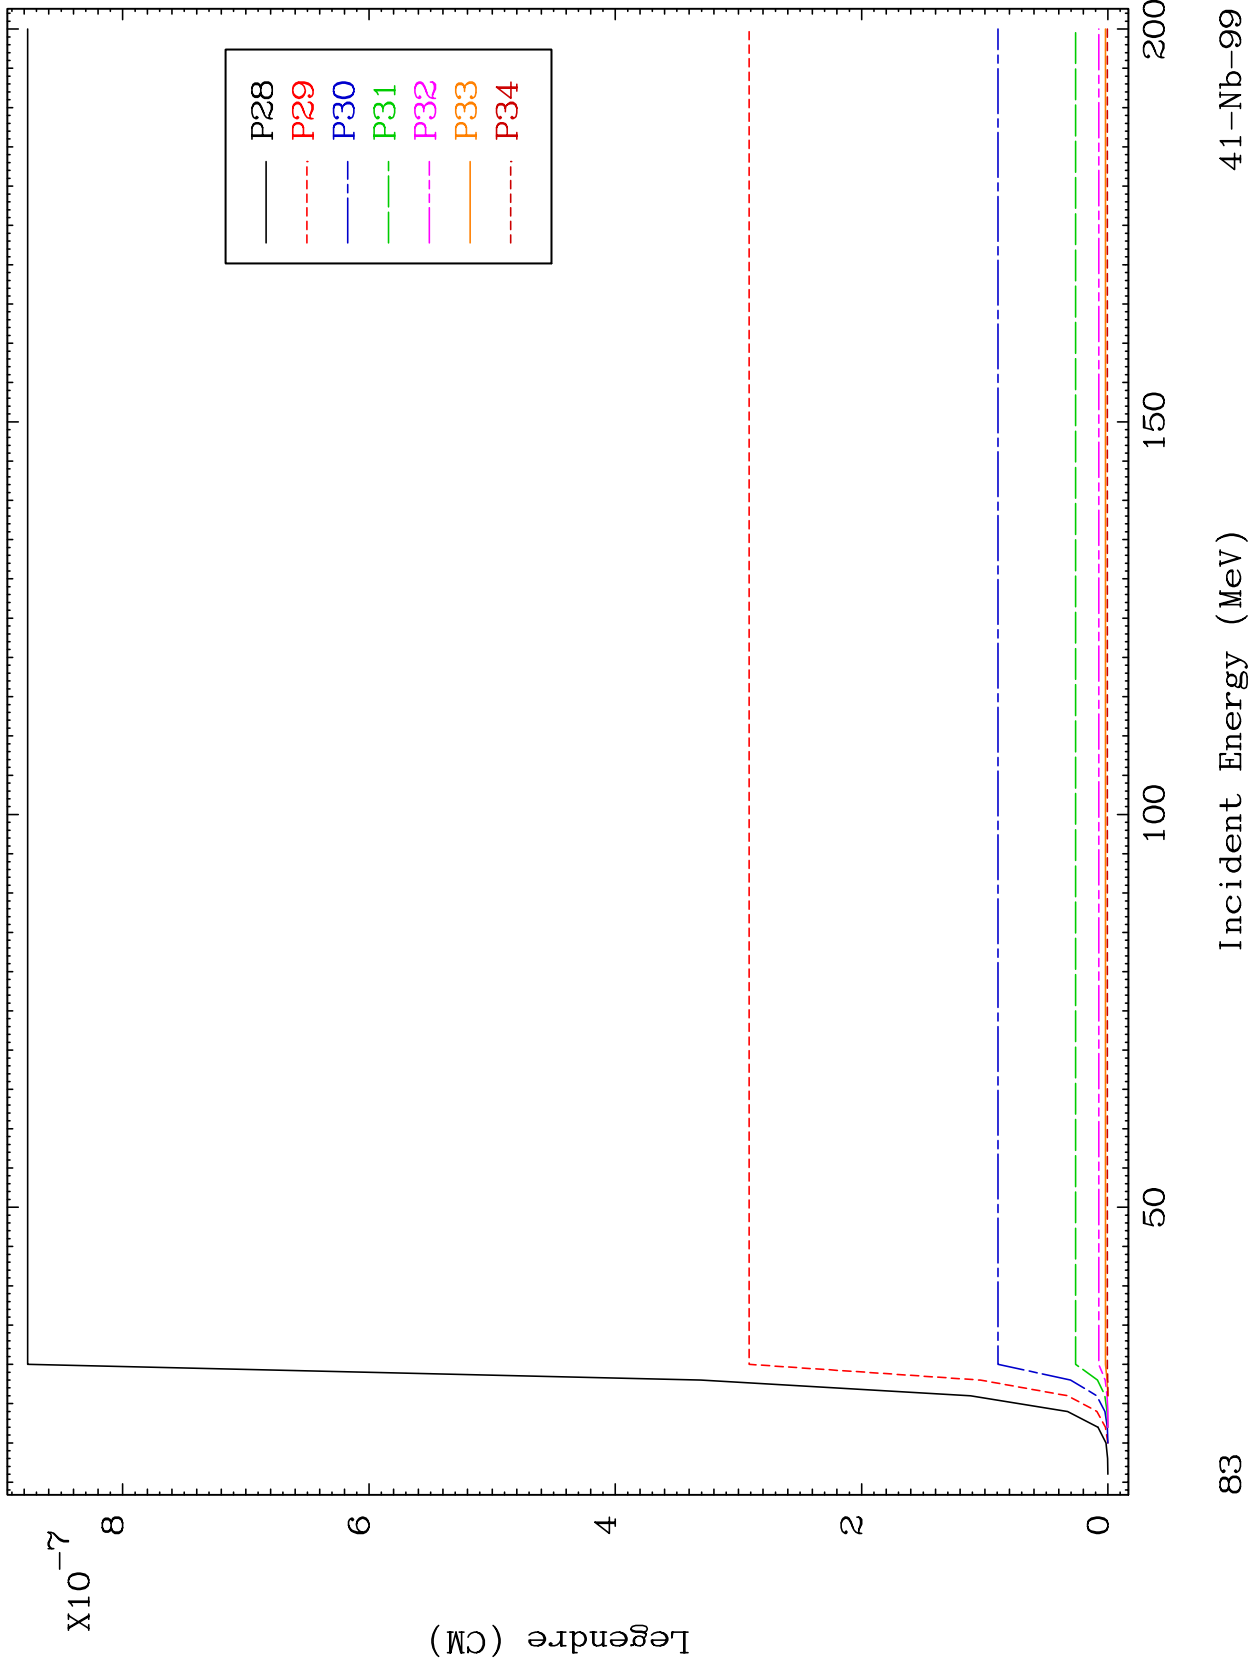 X10-7
8
6
4
2
0
Legendre (CM)
P28
P29
P30
P31
P32
P33
P34
50
100
150
200
Incident Energy (MeV)
83
41-Nb-99